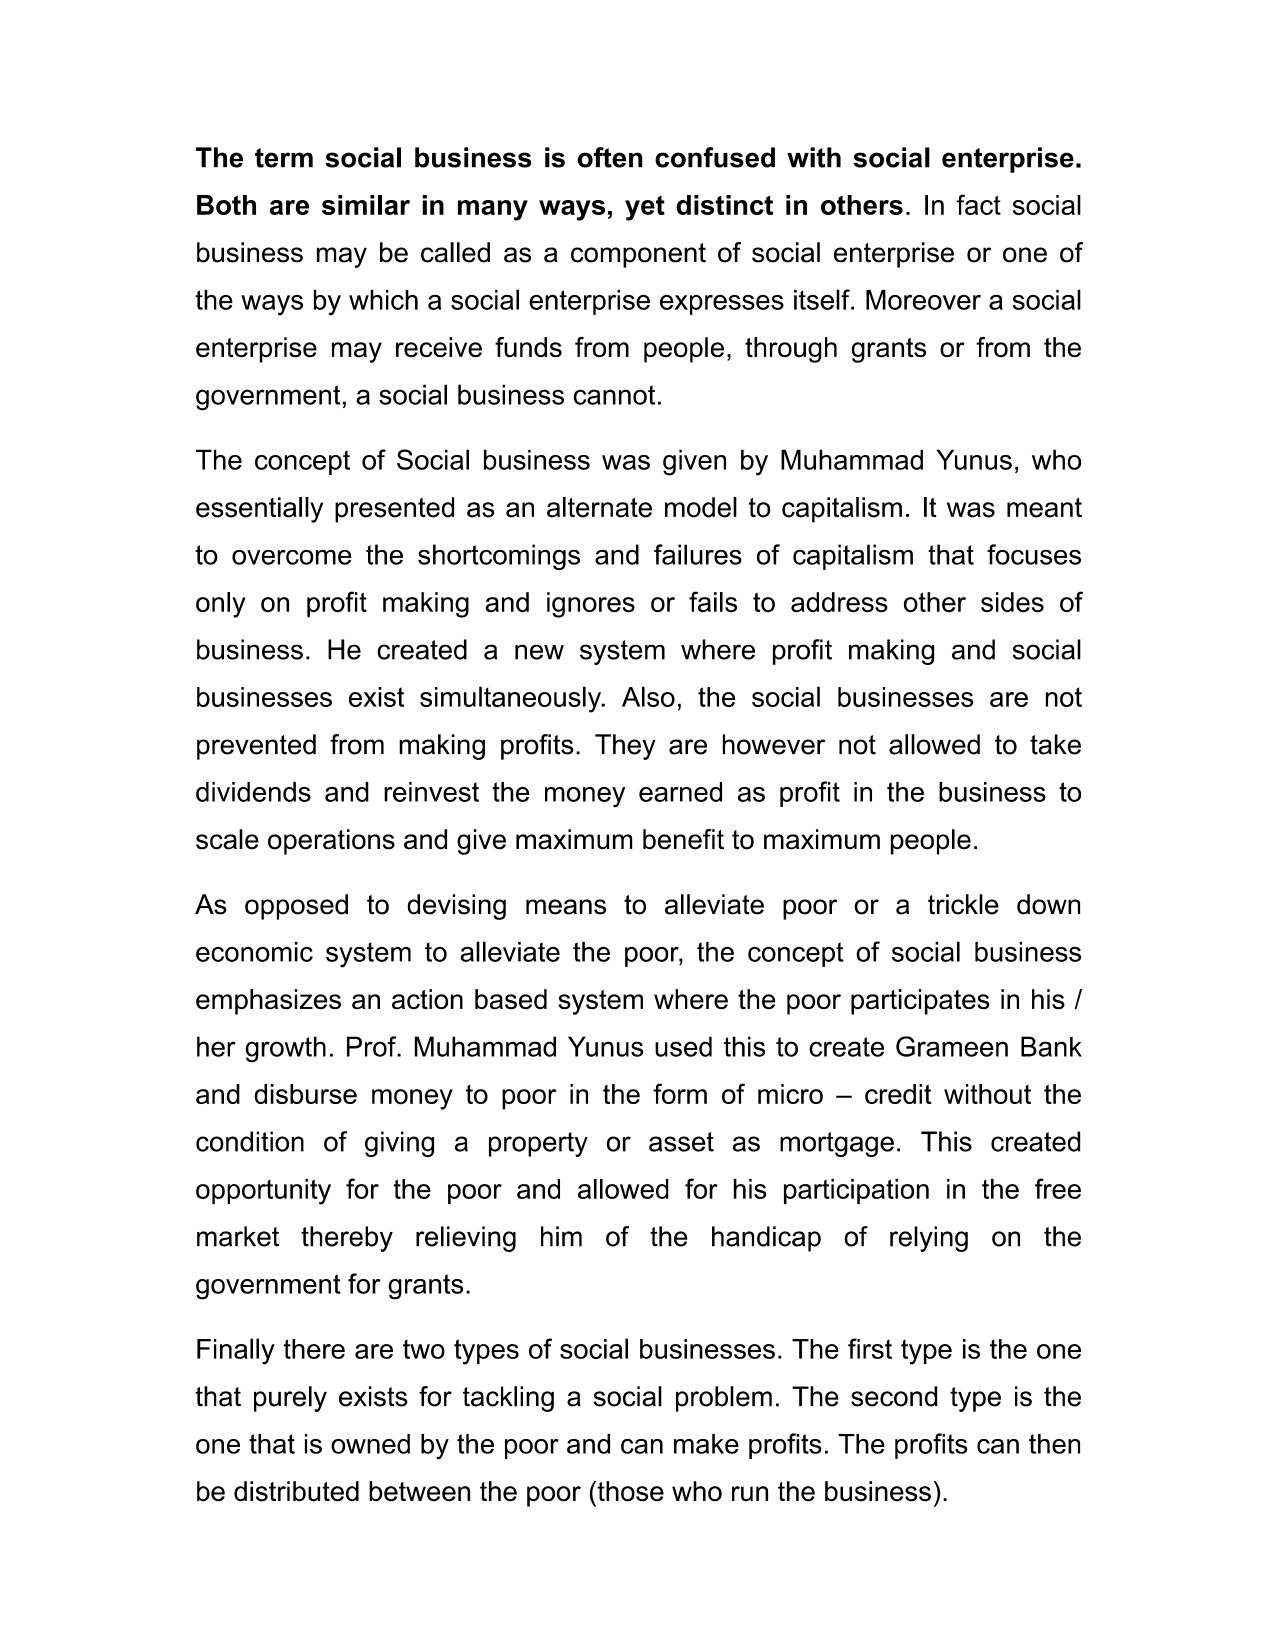 The term social business is often confused with social enterprise.
Both are similar in many ways, yet distinct in others. In fact social
business may be called as a component of social enterprise or one of
the ways by which a social enterprise expresses itself. Moreover a social
enterprise may receive funds from people, through grants or from the
government, a social business cannot.
The concept of Social business was given by Muhammad Yunus, who
essentially presented as an alternate model to capitalism. It was meant
to overcome the shortcomings and failures of capitalism that focuses
only on profit making and ignores or fails to address other sides of
business. He created a new system where profit making and social
businesses exist simultaneously. Also, the social businesses are not
prevented from making profits. They are however not allowed to take
dividends and reinvest the money earned as profit in the business to
scale operations and give maximum benefit to maximum people.
As opposed to devising means to alleviate poor or a trickle down
economic system to alleviate the poor, the concept of social business
emphasizes an action based system where the poor participates in his /
her growth. Prof. Muhammad Yunus used this to create Grameen Bank
and disburse money to poor in the form of micro – credit without the
condition of giving a property or asset as mortgage. This created
opportunity for the poor and allowed for his participation in the free
market thereby relieving him of the handicap of relying on the
government for grants.
Finally there are two types of social businesses. The first type is the one
that purely exists for tackling a social problem. The second type is the
one that is owned by the poor and can make profits. The profits can then
be distributed between the poor (those who run the business).